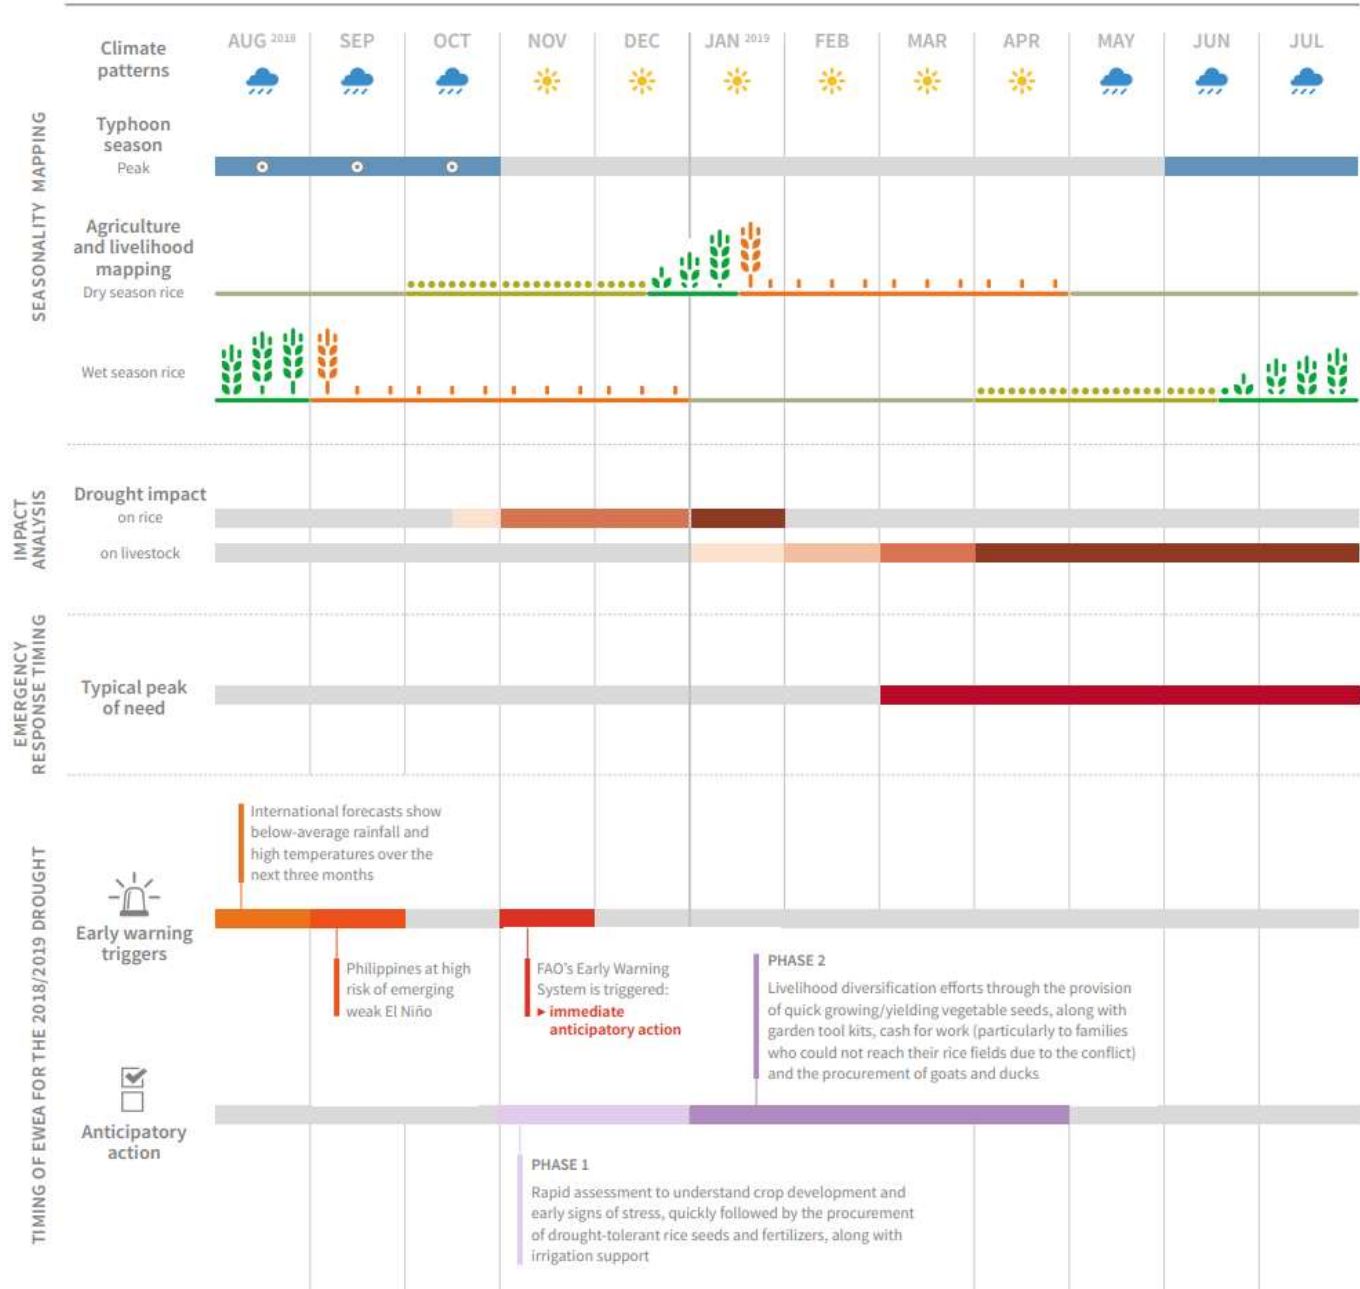 AUG 2018 SEP OCT NOV DEC JAN 2019 FEB MAR APR MAY JUN JUL
Climate
patterns
SEASONALITY MAPPING
Typhoon
season
Peak
Agriculture
and livelihood
mapping
Dry season rice
Wet season rice
IMPACT
ANALYSIS
Drought impact
on rice
on livestock
EMERGENCY
RESPONSE TIMING
Typical peak
of need
TIMING OF EWEA FOR THE 2018/2019 DROUGHT
International forecasts show
below-average rainfall and
high temperatures over the
next three months
Early warning
triggers
Philippines at high
risk of emerging
weak El Niño
FAO's Early Warning
System is triggered:
▸ immediate
anticipatory action
PHASE 2
Livelihood diversification efforts through the provision
of quick growing/yielding vegetable seeds, along with
garden tool kits, cash for work (particularly to families
who could not reach their rice fields due to the conflict)
and the procurement of goats and ducks
Anticipatory
action
PHASE 1
Rapid assessment to understand crop development and
early signs of stress, quickly followed by the procurement
of drought-tolerant rice seeds and fertilizers, along with
irrigation support